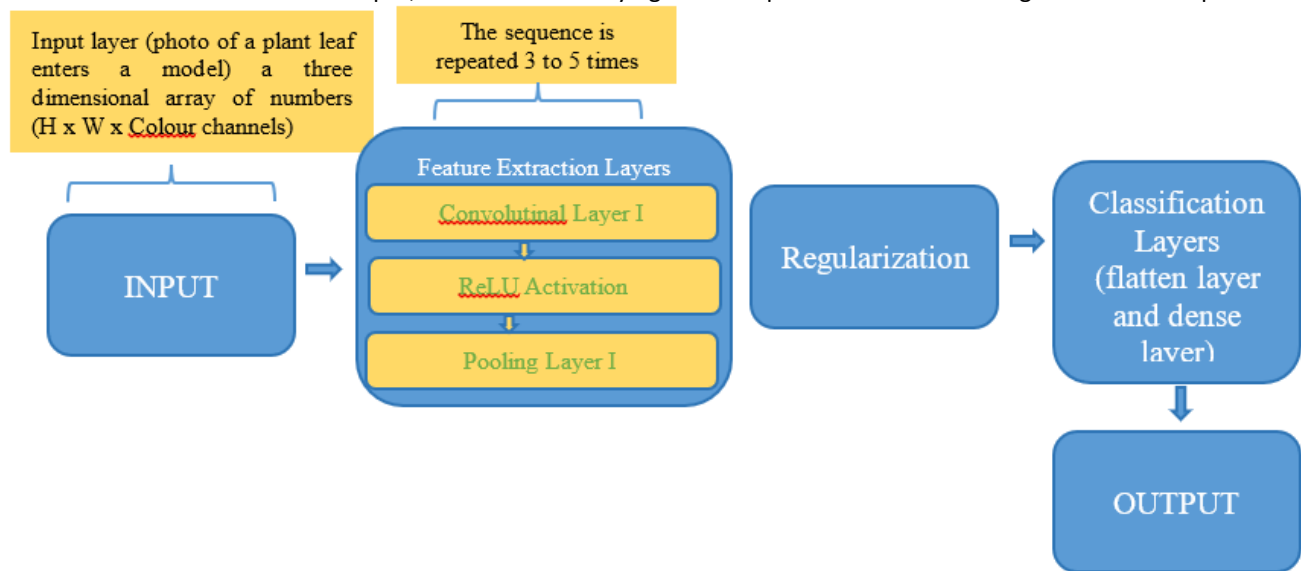 Input layer (photo of a plant leaf
enters a model) a three
dimensional array of numbers
(H x W x Colour channels)
The sequence is
repeated 3 to 5 times
INPUT
Feature Extraction Layers
Convolutinal Layer I
ReLU Activation
Pooling Layer I
Regularization
Classification
Layers
(flatten layer
and dense
layer)
OUTPUT